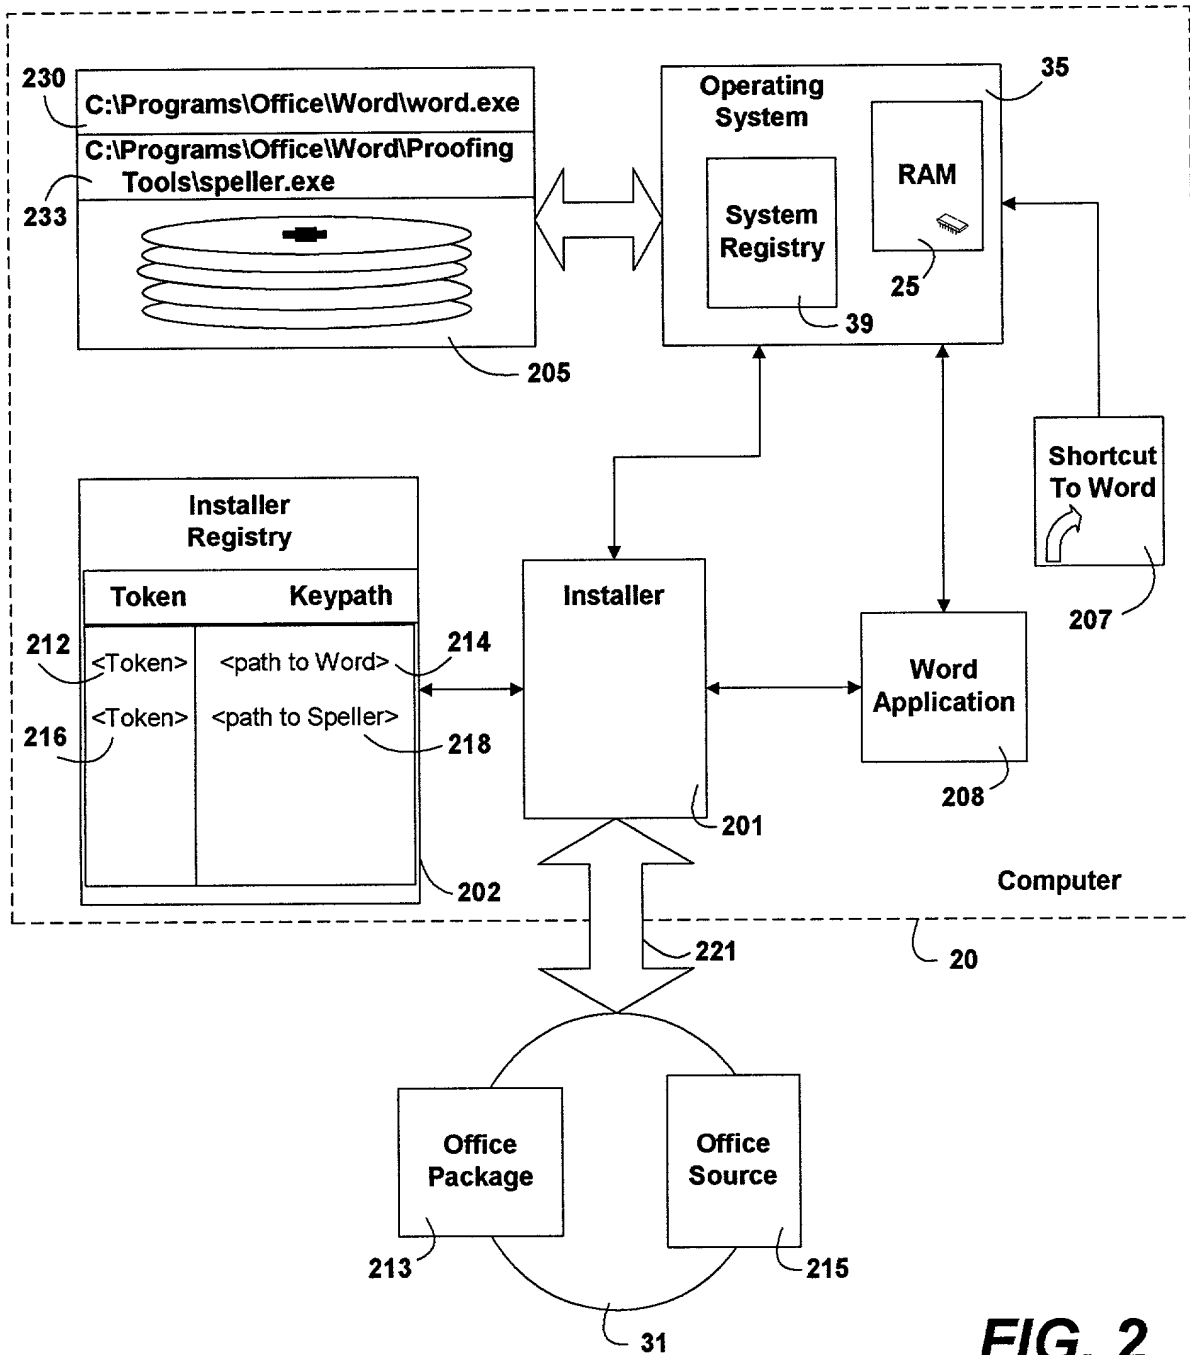 230
C:\Programs\Office\Word\word.exe
C:\Programs\Office\Word\Proofing
Tools\speller.exe
233
205
Operating
System
35
RAM
25
System
Registry
39
Shortcut
To Word
207
Installer
Registry
Token Keypath
212
<Token> <path to Word>
214
<Token> <path to Speller>
216
218
202
Installer
201
Word
Application
208
Computer
20
221
Office
Package
213
Office
Source
215
31
FIG. 2